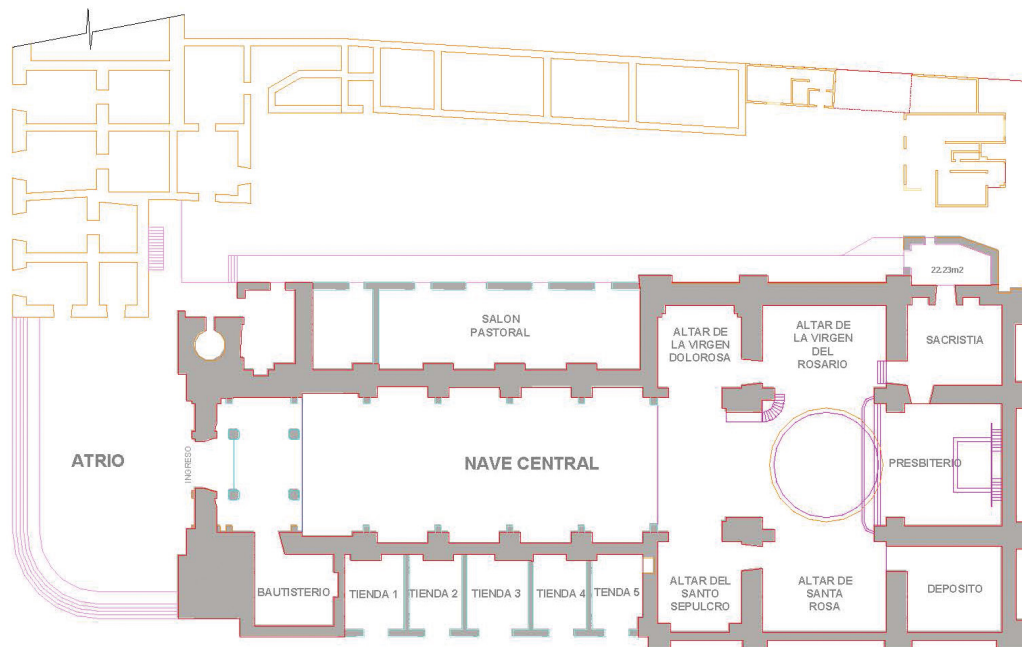 22.23m2
SALON
PASTORAL
ALTAR DE
LA VIRGEN
DOLOROSA
ALTAR DE
LA VIRGEN
DEL
ROSARIO
SACRISTIA
ATRIO
INGRESO
NAVE CENTRAL
PRESBITERIO
BAUTISTERIO
TIENDA 1
TIENDA 2
TIENDA 3
TIENDA 4
TIENDA 5
ALTAR DEL
SANTO
SEPULCRO
ALTAR DE
SANTA
ROSA
DEPOSITO